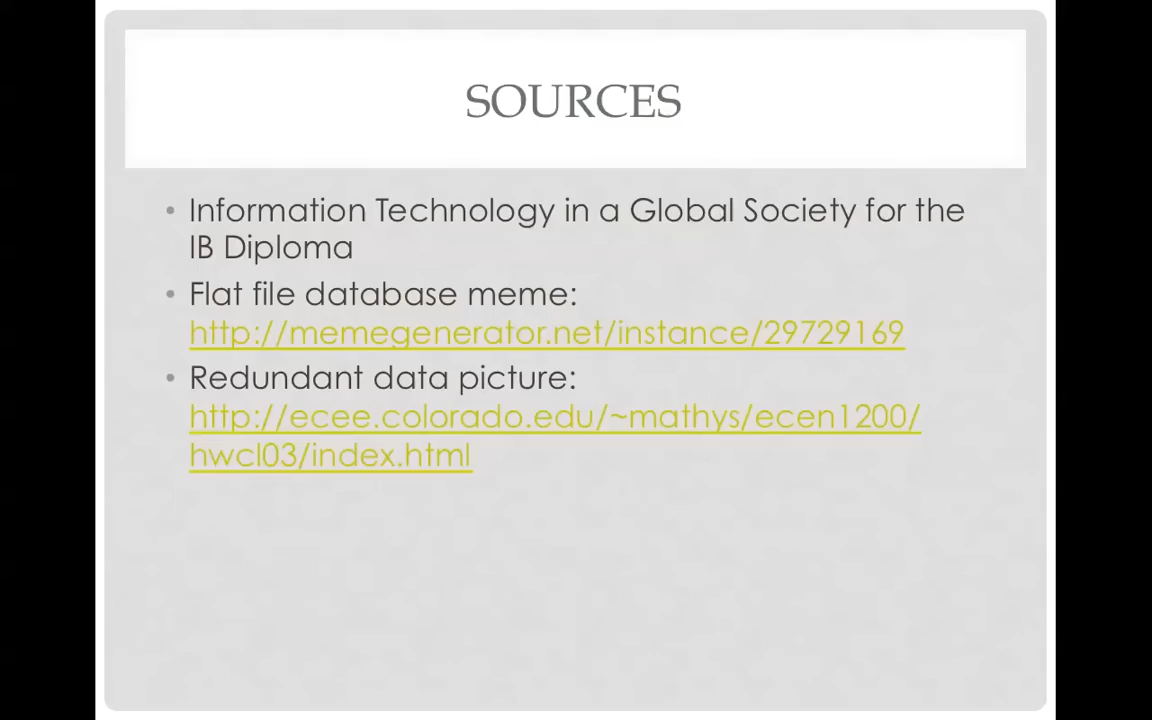 SOURCES
• Information Technology in a Global Society for the
IB Diploma
• Flat file database meme:
http://memegenerator.net/instance/29729169
• Redundant data picture:
http://ecee.colorado.edu/~mathys/ecen1200/
hwcl03/index.html